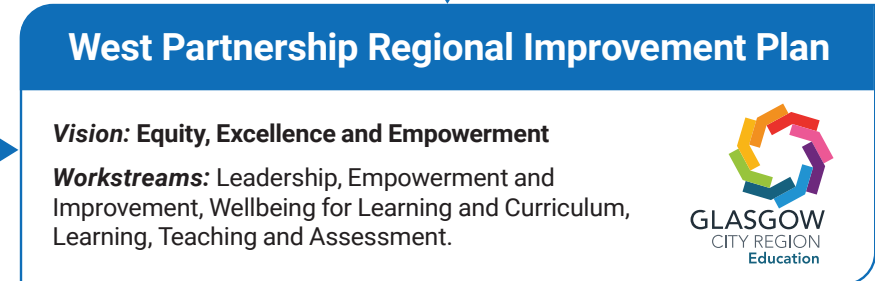 West Partnership Regional Improvement Plan
Vision: Equity, Excellence and Empowerment
Workstreams: Leadership, Empowerment and
Improvement, Wellbeing for Learning and Curriculum,
Learning, Teaching and Assessment.
GLASGOW
CITY REGION
Education